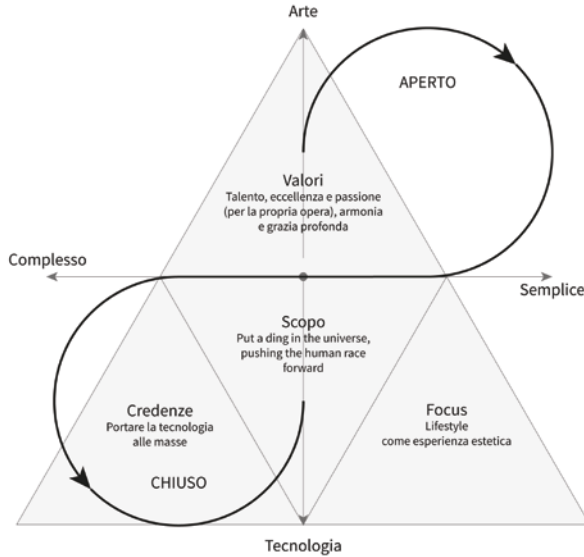 Arte
APERTO
Valori
Talento, eccellenza e passione
(per la propria opera), armonia
e grazia profonda
Complesso
Semplice
Scopo
Put a ding in the universe,
pushing the human race
forward
Credenze
Portare la tecnologia
alle masse
Focus
Lifestyle
come esperienza estetica
CHIUSO
Tecnologia